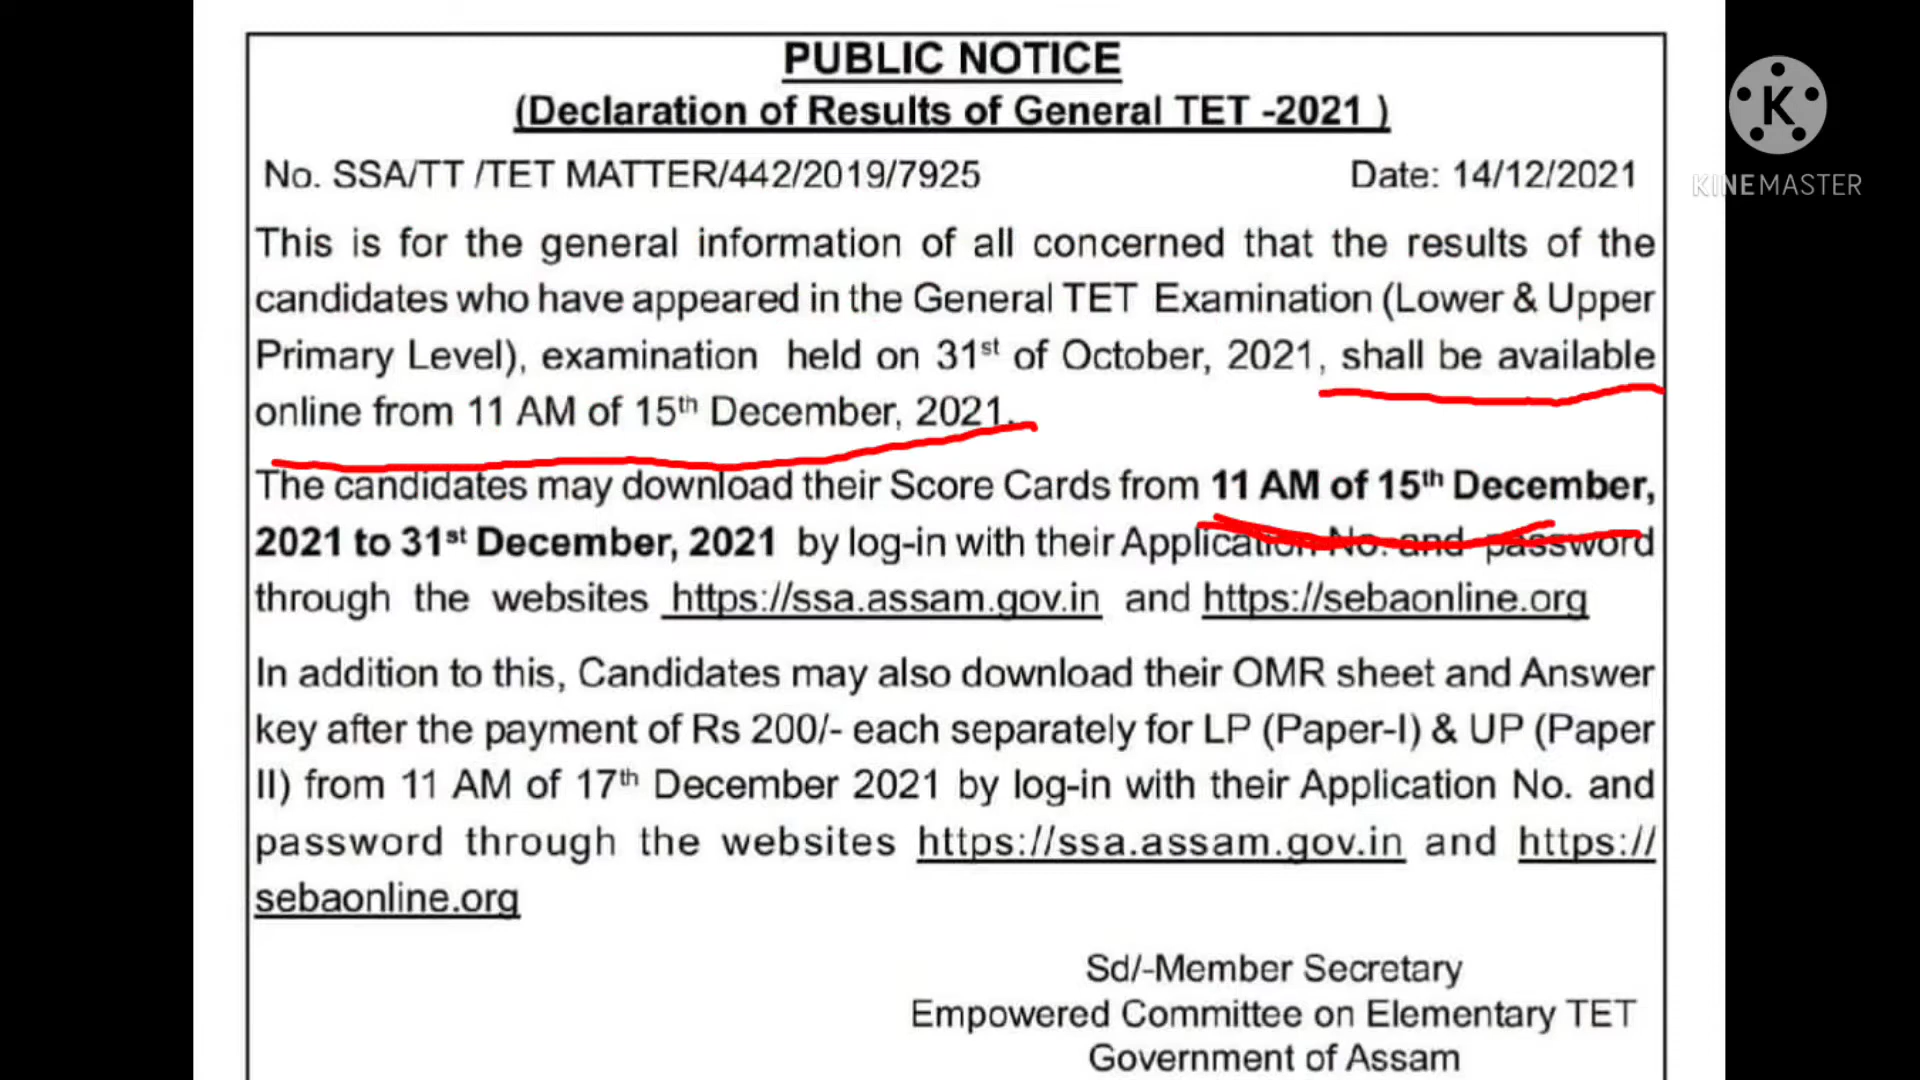 PUBLIC NOTICE
(Declaration of Results of General TET -2021 )
No. SSA/TT /TET MATTER/442/2019/7925 Date: 14/12/2021
This is for the general information of all concerned that the results of the
candidates who have appeared in the General TET Examination (Lower & Upper
Primary Level), examination held on 31st of October, 2021, shall be available
online from 11 AM of 15th December, 2021.
The candidates may download their Score Cards from 11 AM of 15th December,
2021 to 31st December, 2021 by log-in with their Application No. and password
through the websites https://ssa.assam.gov.in and https://sebaonline.org
In addition to this, Candidates may also download their OMR sheet and Answer
key after the payment of Rs 200/- each separately for LP (Paper-I) & UP (Paper
II) from 11 AM of 17th December 2021 by log-in with their Application No. and
password through the websites https://ssa.assam.gov.in and https://
sebaonline.org
Sd/-Member Secretary
Empowered Committee on Elementary TET
Government of Assam
K
KINEMASTER